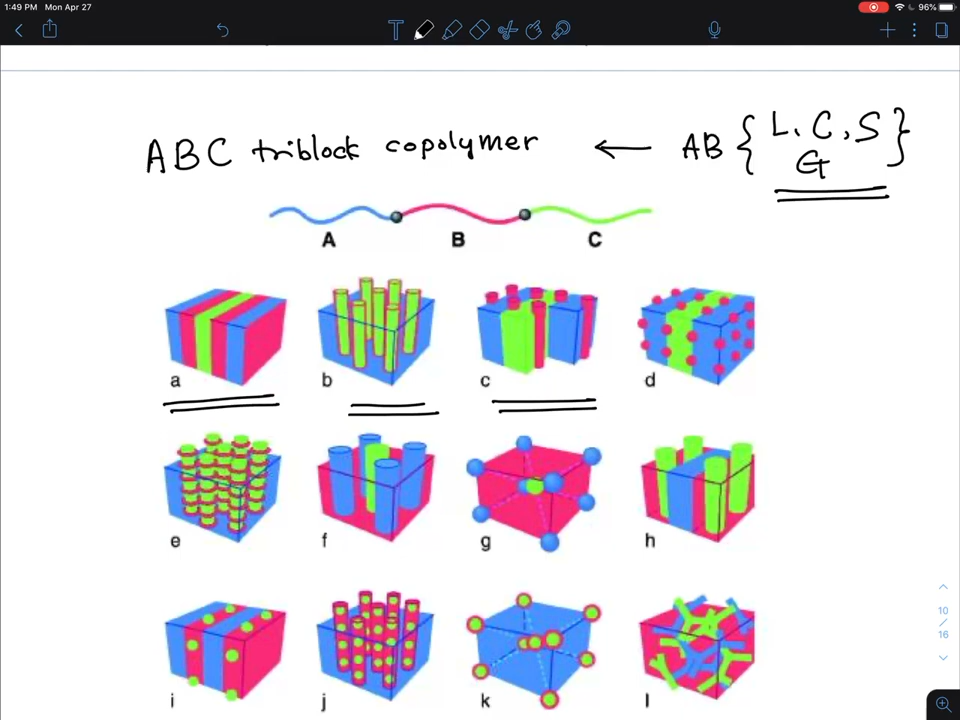 1:49 PM Mon Apr 27
96%
T
ABC triblock copolymer ← AB { L, C, S
G }
A B C
a b c d
e f g h
i j k l
10
/
16